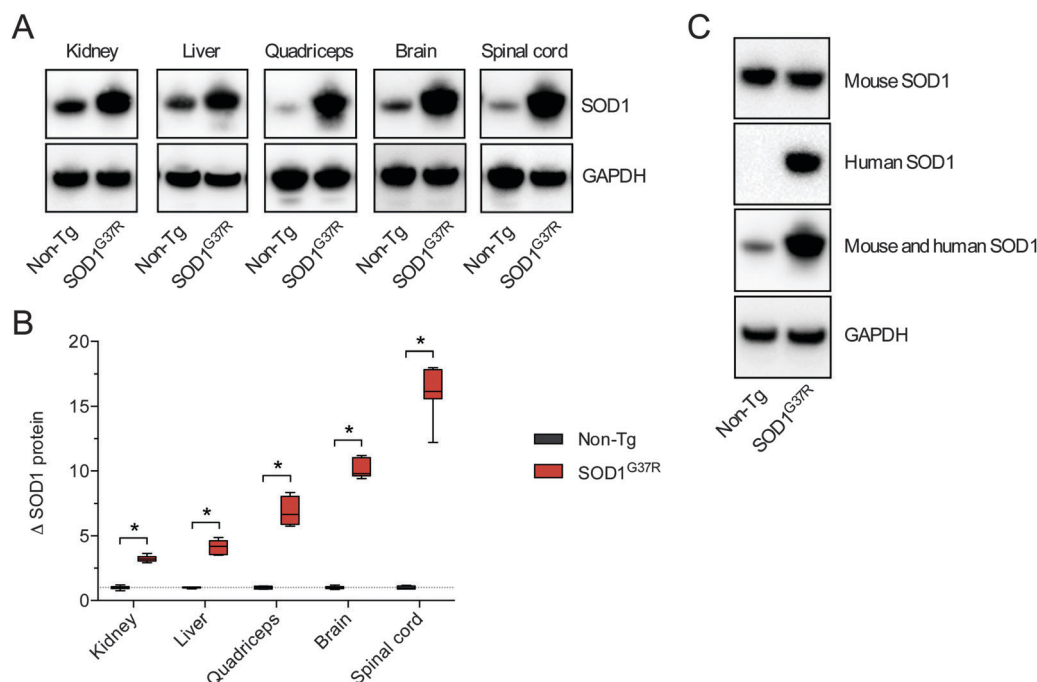 A
Kidney Liver Quadriceps Brain Spinal cord
SOD1
GAPDH
Non-Tg SOD1G37R Non-Tg SOD1G37R Non-Tg SOD1G37R Non-Tg SOD1G37R Non-Tg SOD1G37R
B
Δ SOD1 protein
20
15
10
5
0
* * * * *
Kidney Liver Quadriceps Brain Spinal cord
Non-Tg
SOD1G37R
C
Mouse SOD1
Human SOD1
Mouse and human SOD1
GAPDH
Non-Tg SOD1G37R